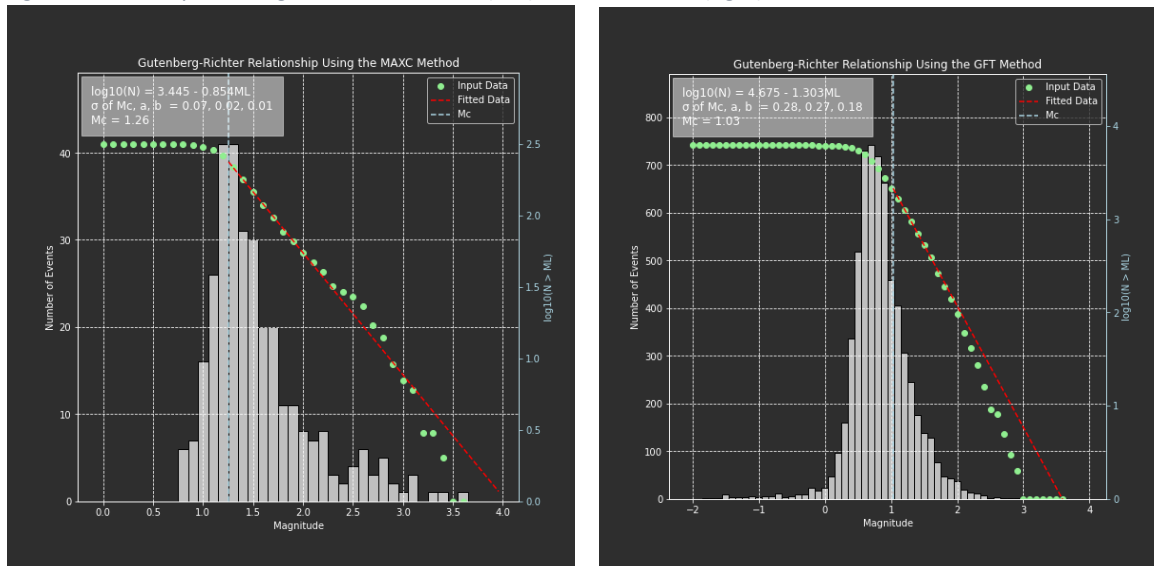 Gutenberg-Richter Relationship Using the MAXC Method
log10(N) = 3.445 - 0.854ML
σ of Mc, a, b = 0.07, 0.02, 0.01
Mc = 1.26
Input Data
Fitted Data
Mc
Number of Events
40
30
20
10
0
2.5
2.0
1.5
1.0
0.5
0.0
log10(N > ML)
0.0 0.5 1.0 1.5 2.0 2.5 3.0 3.5 4.0
Magnitude
Gutenberg-Richter Relationship Using the GFT Method
log10(N) = 4.675 - 1.303ML
σ of Mc, a, b = 0.28, 0.27, 0.18
Mc = 1.03
Input Data
Fitted Data
Mc
Number of Events
800
700
600
500
400
300
200
100
0
4
3
2
1
0
log10(N > ML)
−2 −1 0 1 2 3 4
Magnitude